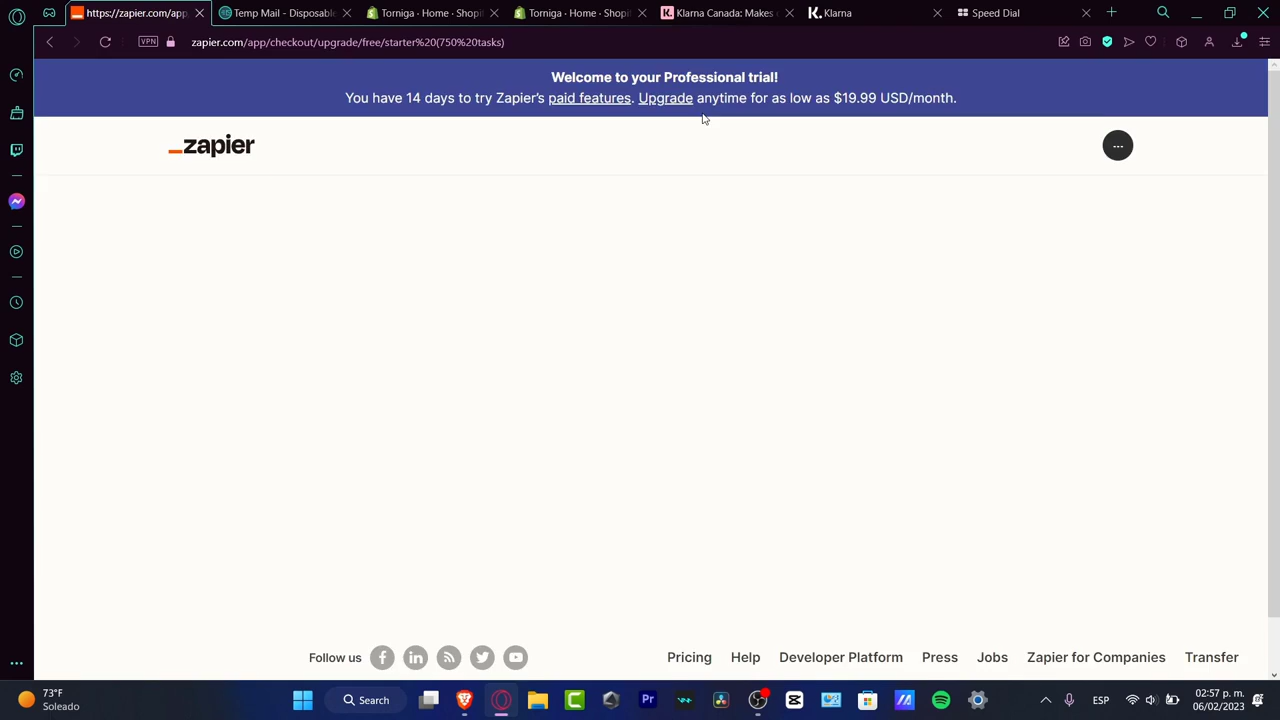 https://zapier.com/app
Temp Mail - Disposable
Torniga · Home · Shopi
Torniga · Home · Shopi
Klarna Canada: Makes
Klarna
Speed Dial
VPN
zapier.com/app/checkout/upgrade/free/starter%20(750%20tasks)
Welcome to your Professional trial!
You have 14 days to try Zapier's paid features. Upgrade anytime for as low as $19.99 USD/month.
_zapier
Follow us
Pricing
Help
Developer Platform
Press
Jobs
Zapier for Companies
Transfer
73°F
Soleado
Search
ESP
02:57 p. m.
06/02/2023